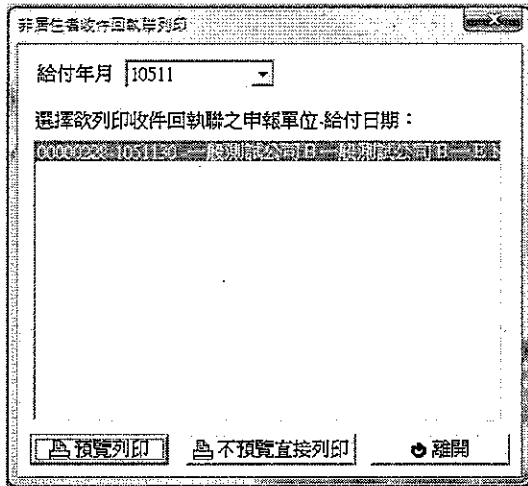 非居住者收件回執聯列印
給付年月 10511
選擇欲列印收件回執聯之申報單位-給付日期：
00000228-1051130 一般測試公司B一般測試公司B一B
預覽列印 不預覽直接列印 離開